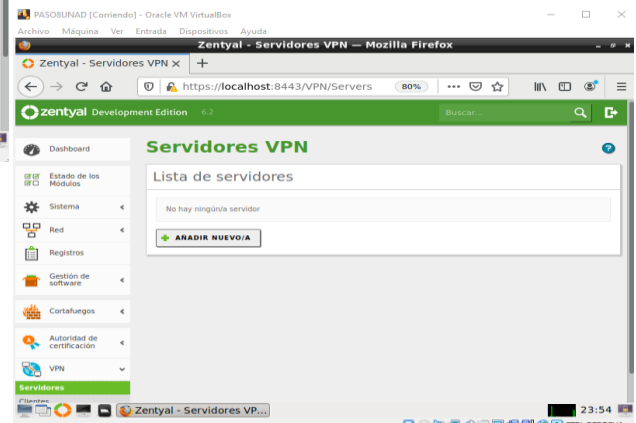 PASO8UNAD [Corriendo] - Oracle VM VirtualBox
Archivo Máquina Ver Entrada Dispositivos Ayuda
Zentyal - Servidores VPN — Mozilla Firefox
Zentyal - Servidores VPN × +
https://localhost:8443/VPN/Servers 80%
zentyal Development Edition 6.2 Buscar...
Dashboard
Estado de los
Módulos
Sistema
Red
Registros
Gestión de
software
Cortafuegos
Autoridad de
certificación
VPN
Servidores
Clientes
Servidores VPN
Lista de servidores
No hay ningún/a servidor
AÑADIR NUEVO/A
Zentyal - Servidores VP...
23:54